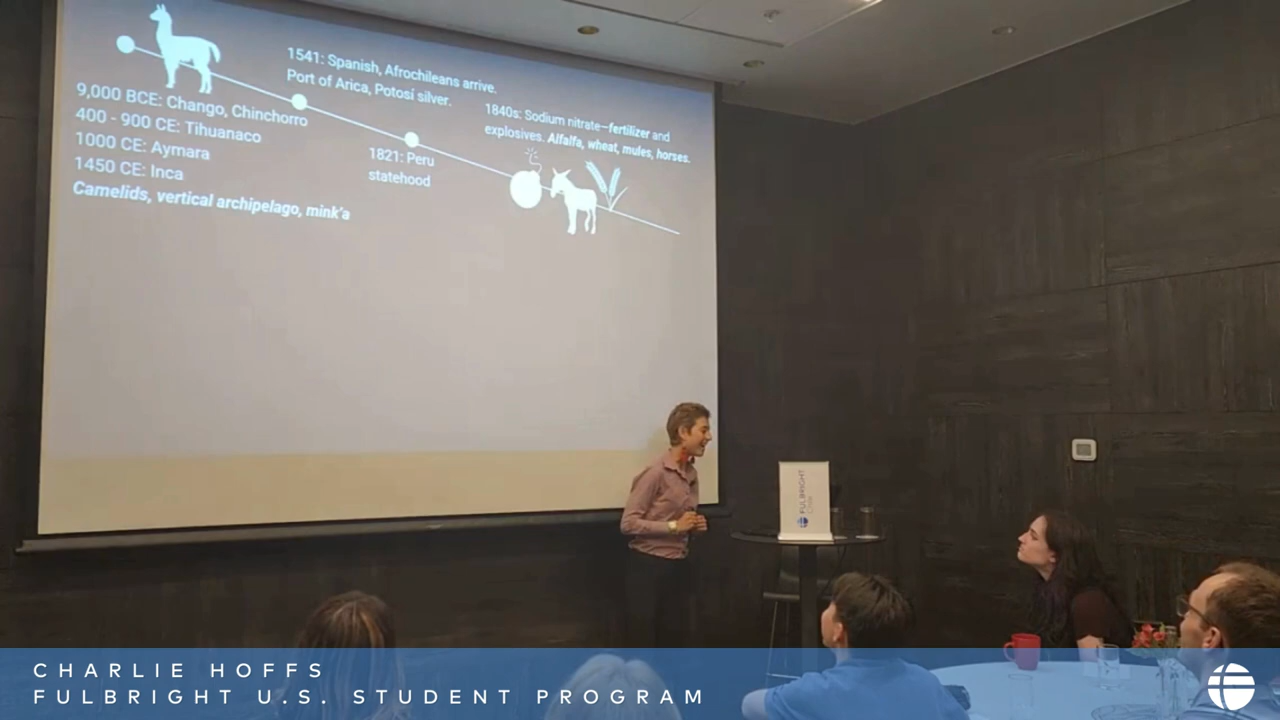 1541: Spanish, Afrochileans arrive.
Port of Arica, Potosí silver.
9,000 BCE: Chango, Chinchorro
400 - 900 CE: Tihuanaco
1000 CE: Aymara
1450 CE: Inca
Camelids, vertical archipelago, mink'a
1821: Peru
statehood
1840s: Sodium nitrate—fertilizer and
explosives. Alfalfa, wheat, mules, horses.
FULBRIGHT
CHARLIE HOFFS
FULBRIGHT U.S. STUDENT PROGRAM